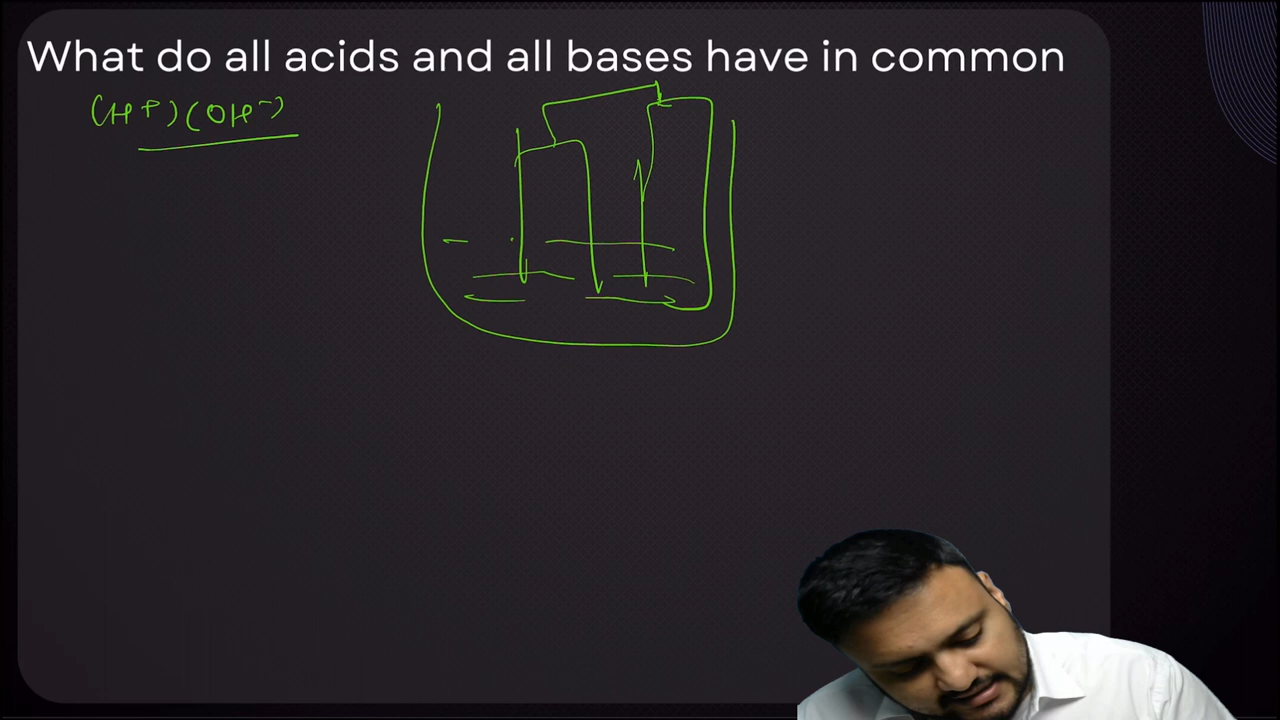 What do all acids and all bases have in common
(H+)(OH-)